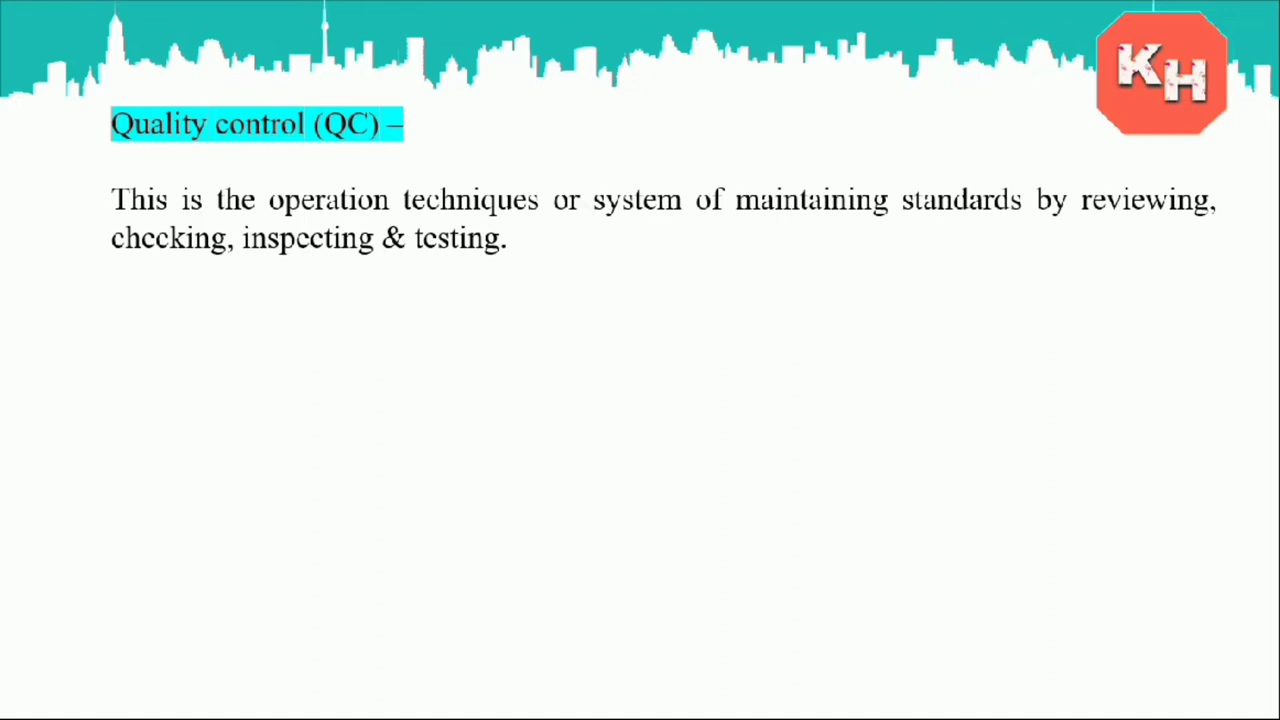 KH
Quality control (QC) –
This is the operation techniques or system of maintaining standards by reviewing,
checking, inspecting & testing.